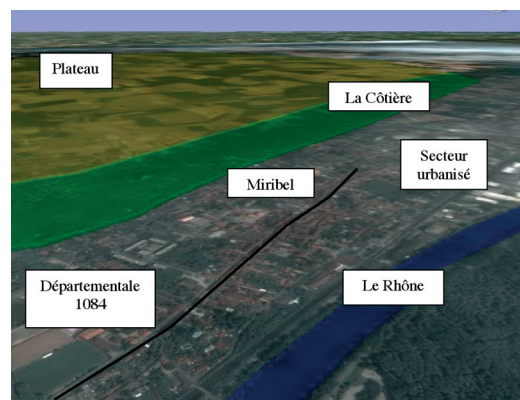 Plateau
La Côtière
Secteur
urbanisé
Miribel
Départementale
1084
Le Rhône